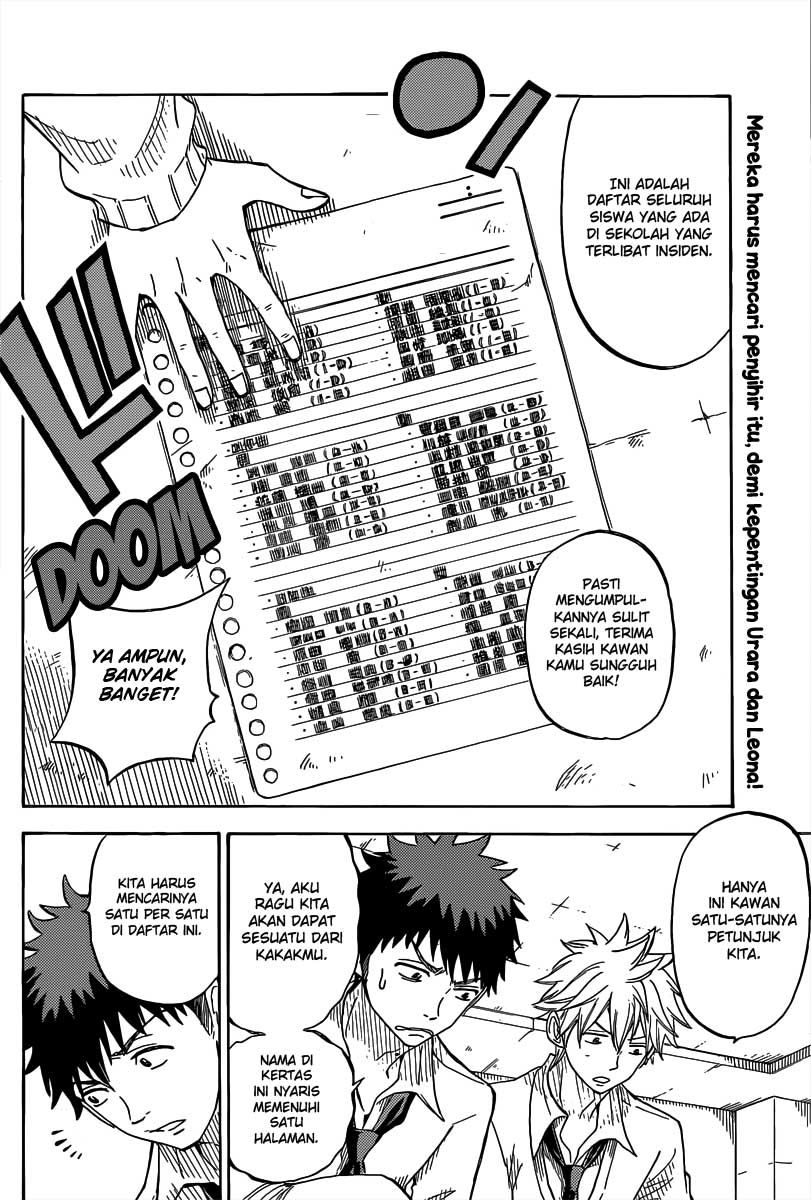 Mereka harus mencari penyihir itu, demi kepentingan Urara dan Leona!
INI ADALAH
DAFTAR SELURUH
SISWA YANG ADA
DI SEKOLAH YANG
TERLIBAT INSIDEN.
ドン
DOOM
PASTI
MENGUMPUL-
KANNYA SULIT
SEKALI, TERIMA
KASIH KAWAN
KAMU SUNGGUH
BAIK!
YA AMPUN,
BANYAK
BANGET!
HANYA
INI KAWAN
SATU-SATUNYA
PETUNJUK
KITA.
YA, AKU
RAGU KITA
AKAN DAPAT
SESUATU DARI
KAKAKMU.
NAMA DI
KERTAS
INI NYARIS
MEMENUHI
SATU
HALAMAN.
KITA HARUS
MENCARINYA
SATU PER SATU
DI DAFTAR INI.